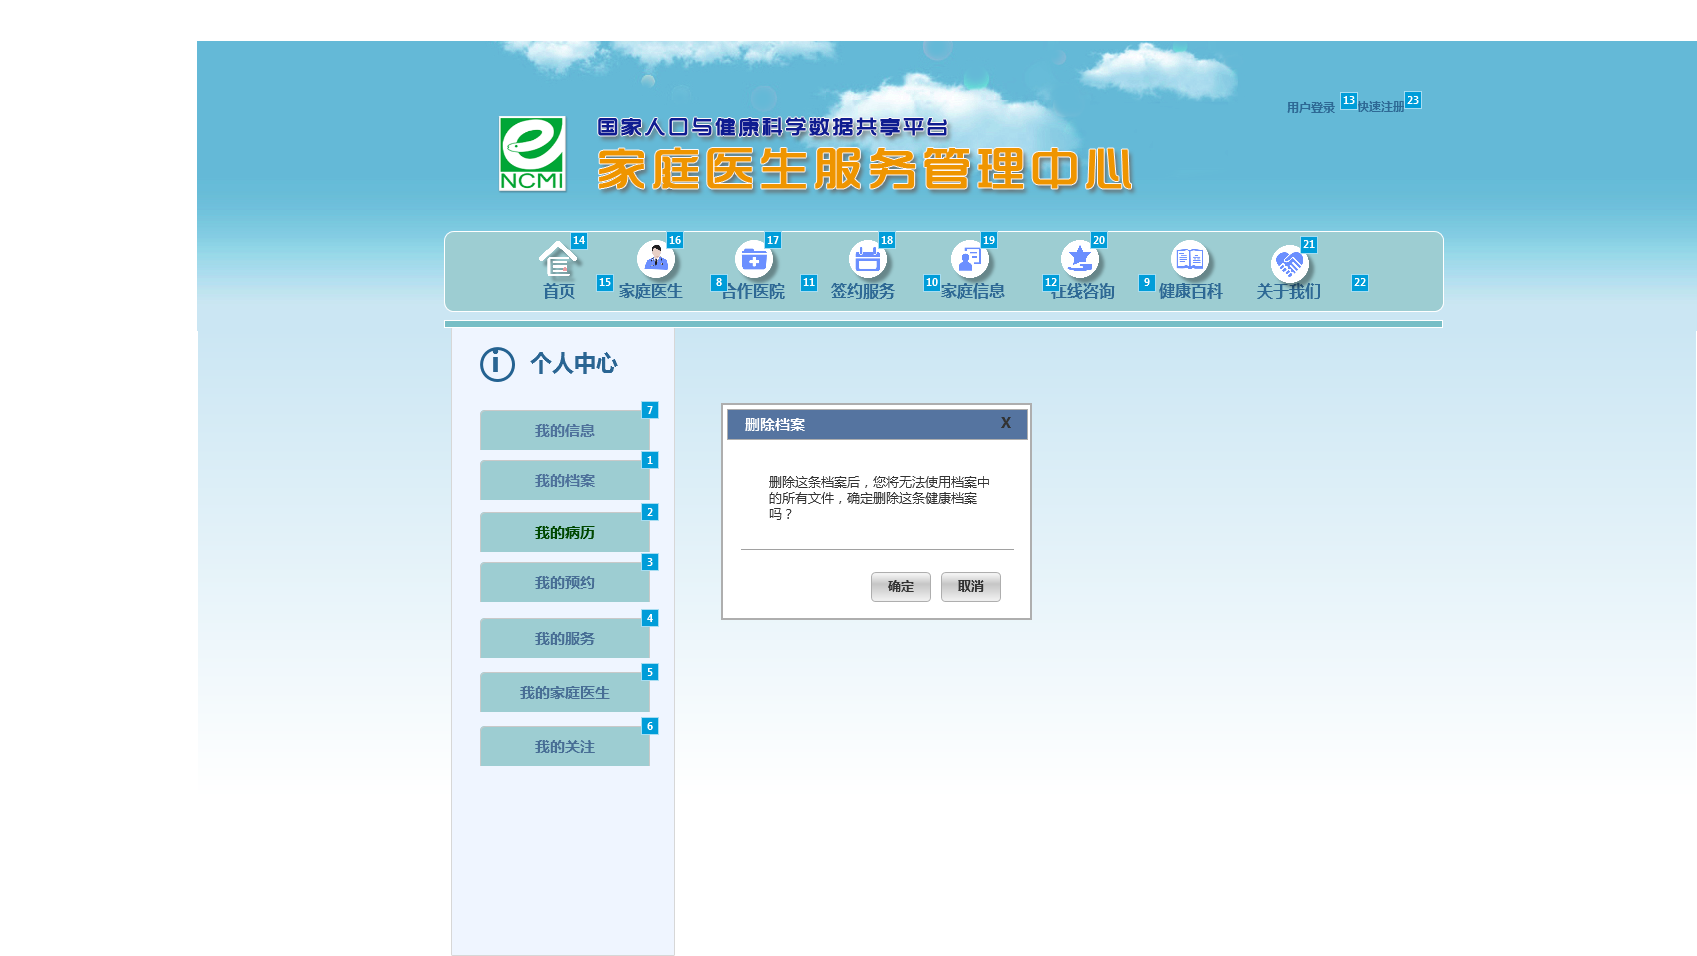 用户登录 13 快速注册 23
国家人口与健康科学数据共享平台
家庭医生服务管理中心
NCMI
14 16 17 18 19 20 21
首页 15 家庭医生 8 合作医院 11 签约服务 10 家庭信息 12 在线咨询 9 健康百科 关于我们 22
i 个人中心
7
我的信息
1
我的档案
2
我的病历
3
我的预约
4
我的服务
5
我的家庭医生
6
我的关注
删除档案 X
删除这条档案后，您将无法使用档案中
的所有文件，确定删除这条健康档案
吗？
确定 取消